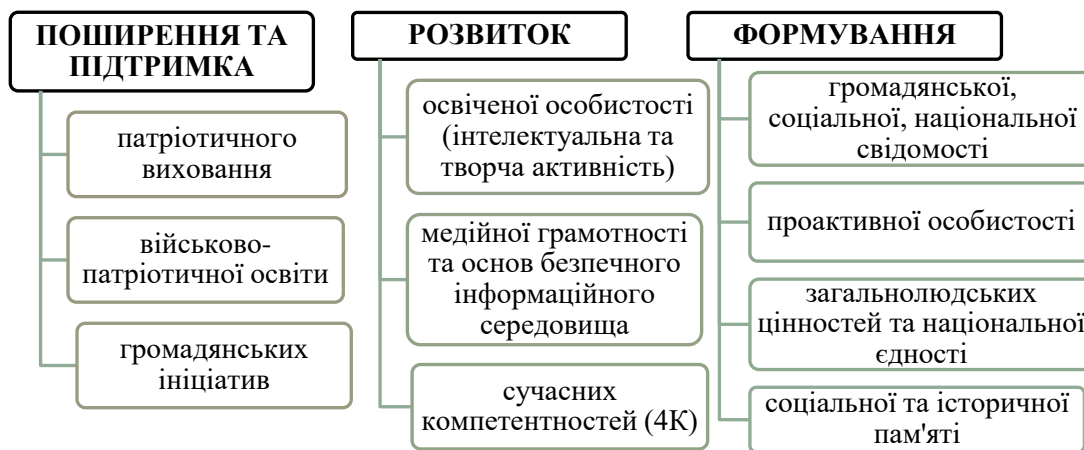 ПОШИРЕННЯ ТА
ПІДТРИМКА
патріотичного
виховання
військово-
патріотичної освіти
громадянських
ініціатив
РОЗВИТОК
освіченої особистості
(інтелектуальна та
творча активність)
медійної грамотності
та основ безпечного
інформаційного
середовища
сучасних
компетентностей (4К)
ФОРМУВАННЯ
громадянської,
соціальної, національної
свідомості
проактивної особистості
загальнолюдських
цінностей та національної
єдності
соціальної та історичної
пам'яті